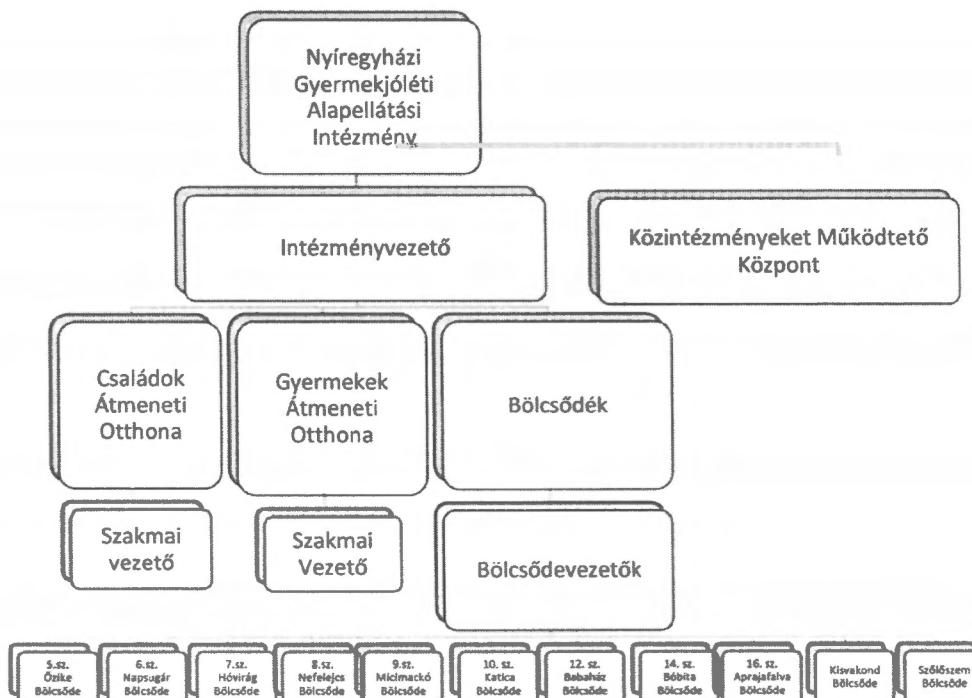 Nyíregyházi
Gyermekjóléti
Alapellátási
Intézmény
Intézményvezető
Közintézményeket Működtető
Központ
Családok
Átmeneti
Otthona
Gyermekek
Átmeneti
Otthona
Bölcsődék
Szakmai
vezető
Szakmai
Vezető
Bölcsődevezetők
5.sz.
Őzike
Bölcsőde
6.sz.
Napsugár
Bölcsőde
7.sz.
Hóvirág
Bölcsőde
8.sz.
Nefelejcs
Bölcsőde
9.sz.
Micimackó
Bölcsőde
10. sz.
Katica
Bölcsőde
12. sz.
Babaház
Bölcsőde
14. sz.
Bóbita
Bölcsőde
16. sz.
Aprajafalva
Bölcsőde
Kisvakond
Bölcsőde
Szőlőszem
Bölcsőde